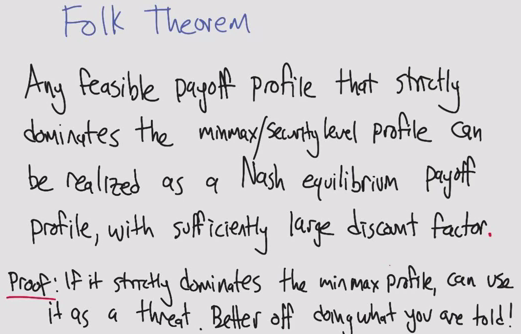 Folk Theorem
Any feasible payoff profile that strictly
dominates the minmax/security level profile can
be realized as a Nash equilibrium payoff
profile, with sufficiently large discount factor.
Proof: If it strictly dominates the minmax profile, can use
it as a threat. Better off doing what you are told!